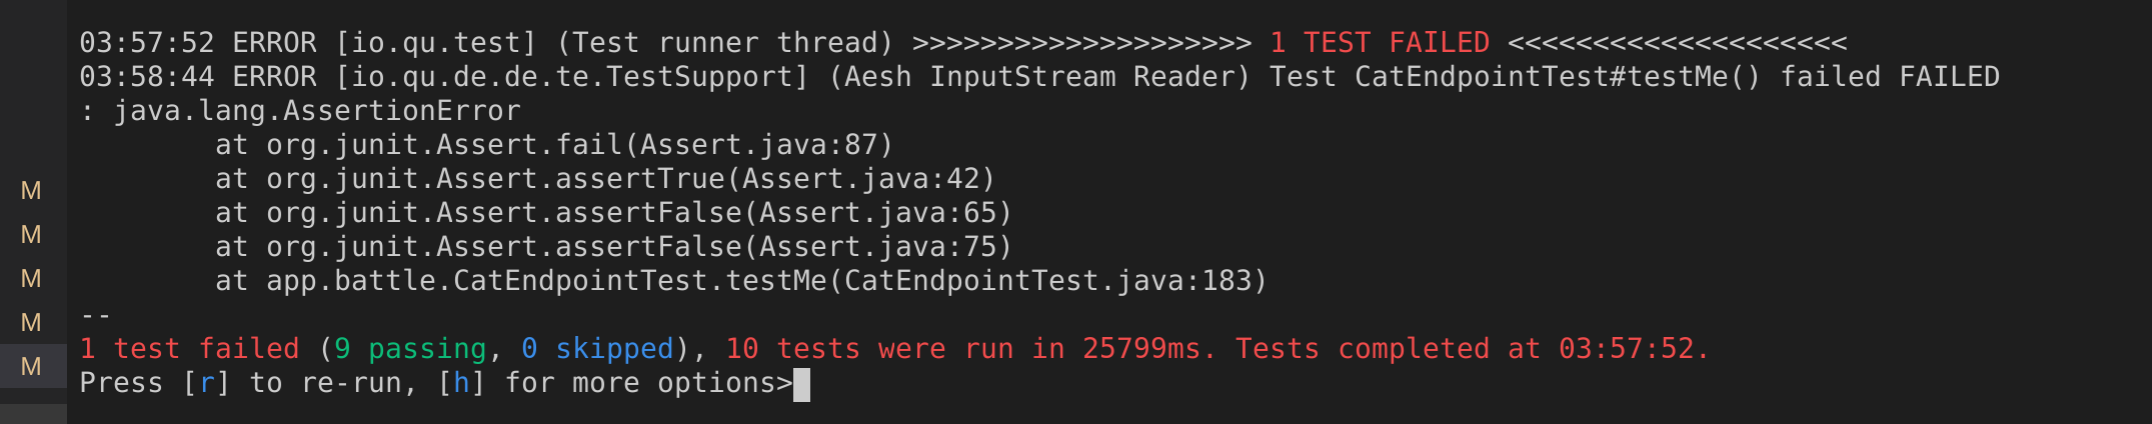 03:57:52 ERROR [io.qu.test] (Test runner thread) >>>>>>>>>>>>>>>>>>>> 1 TEST FAILED <<<<<<<<<<<<<<<<<<<<
03:58:44 ERROR [io.qu.de.de.te.TestSupport] (Aesh InputStream Reader) Test CatEndpointTest#testMe() failed FAILED
: java.lang.AssertionError
at org.junit.Assert.fail(Assert.java:87)
at org.junit.Assert.assertTrue(Assert.java:42)
M
at org.junit.Assert.assertFalse(Assert.java:65)
M
at org.junit.Assert.assertFalse(Assert.java:75)
M
at app.battle.CatEndpointTest.testMe(CatEndpointTest.java:183)
--
M
1 test failed (9 passing, 0 skipped), 10 tests were run in 25799ms. Tests completed at 03:57:52.
M
Press [r] to re-run, [h] for more options>